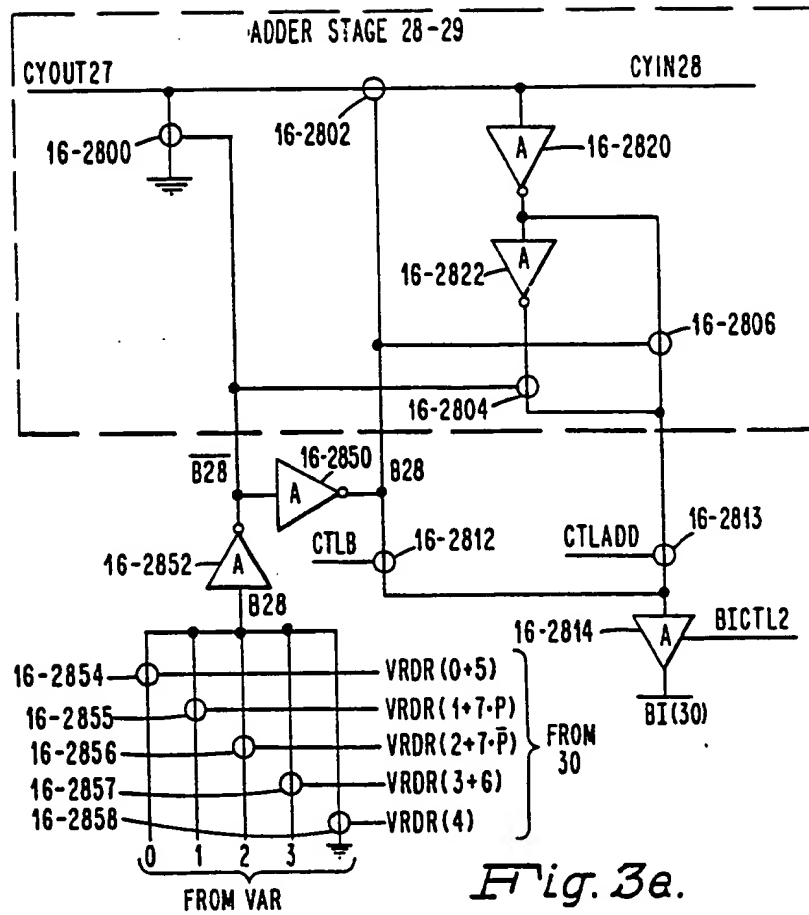 ADDER STAGE 28-29
CYOUT27
CYIN28
16-2800
16-2802
A
16-2820
A
16-2822
16-2806
16-2804
B28
16-2850
A
B28
CTLB
16-2812
CTLADD
16-2813
16-2852
A
B28
16-2814
A
BICTL2
BI(30)
16-2854
VRDR(0+5)
16-2855
VRDR(1+7·P)
16-2856
VRDR(2+7·P̄)
16-2857
VRDR(3+6)
16-2858
VRDR(4)
FROM
30
0 1 2 3
FROM VAR
Fig. 3e.